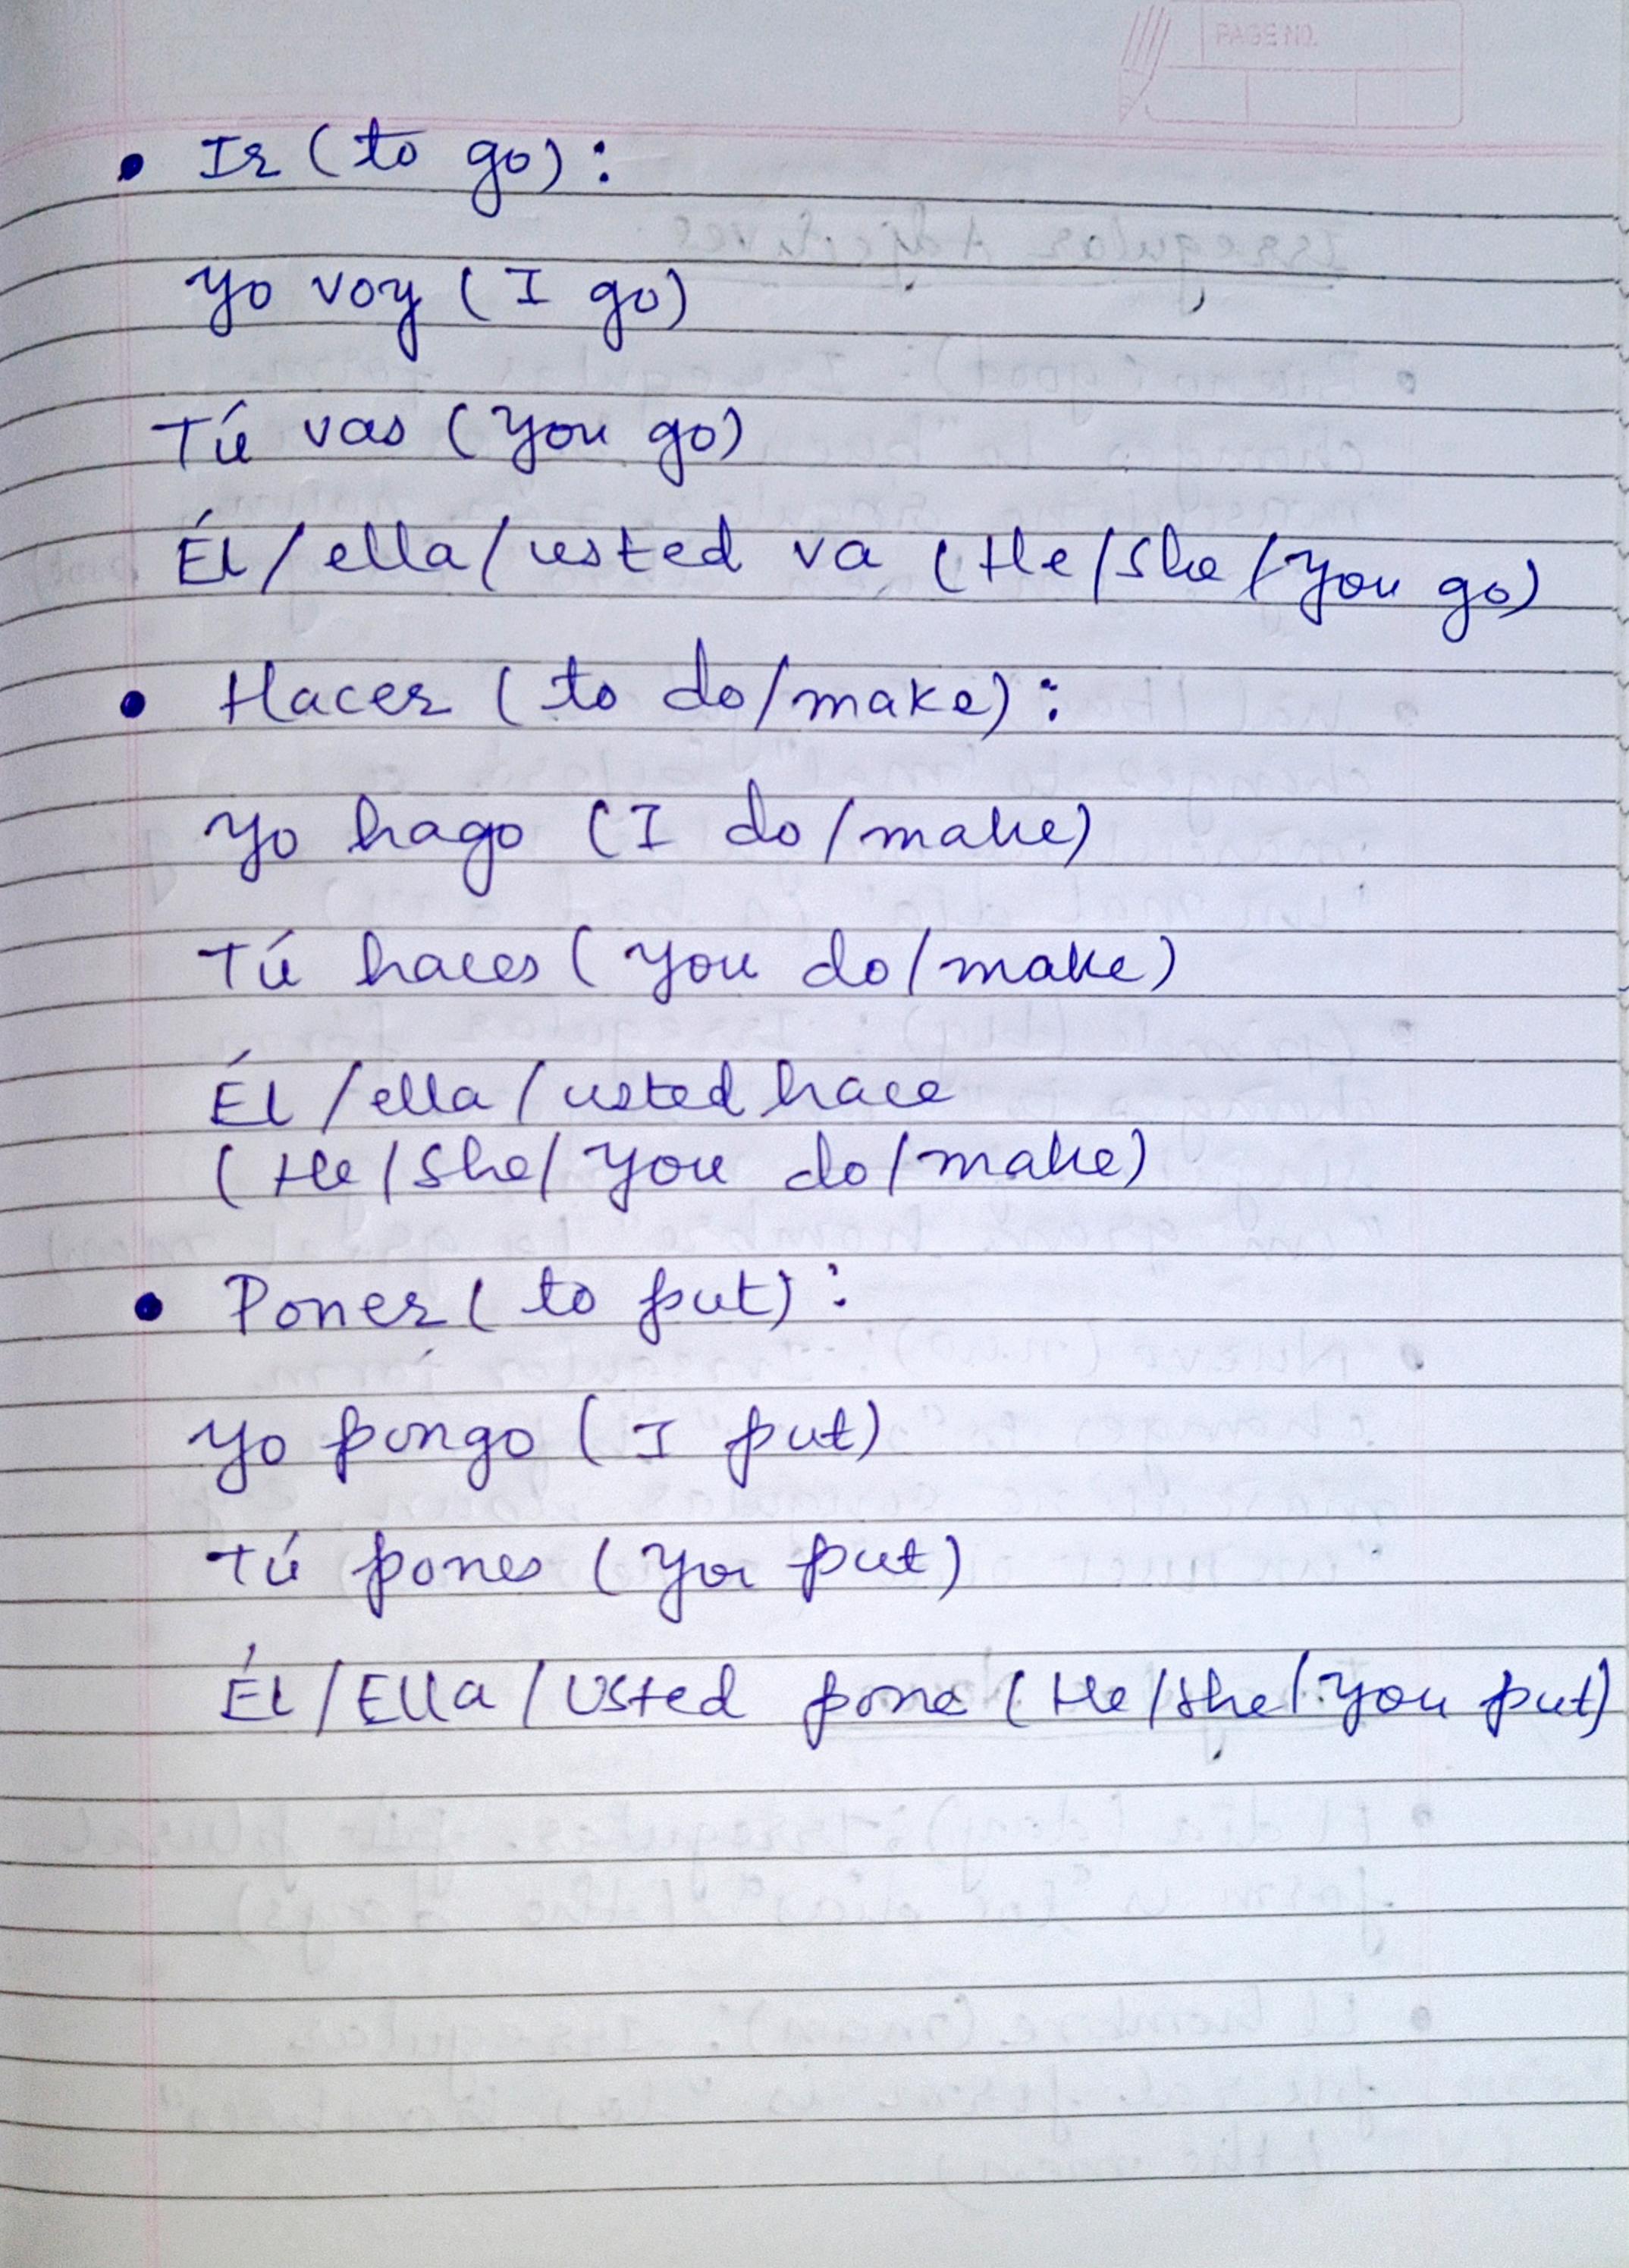 PAGE NO.
• Ir (to go):
Yo voy (I go)
Tú vas (You go)
Él/ella/usted va (He/She/You go)
• Hacer (to do/make):
Yo hago (I do/make)
Tú haces (You do/make)
Él/ella/usted hace
(He/She/You do/make)
• Poner (to put):
Yo pongo (I put)
Tú pones (You put)
Él/Ella/Usted pone (He/she/You put)